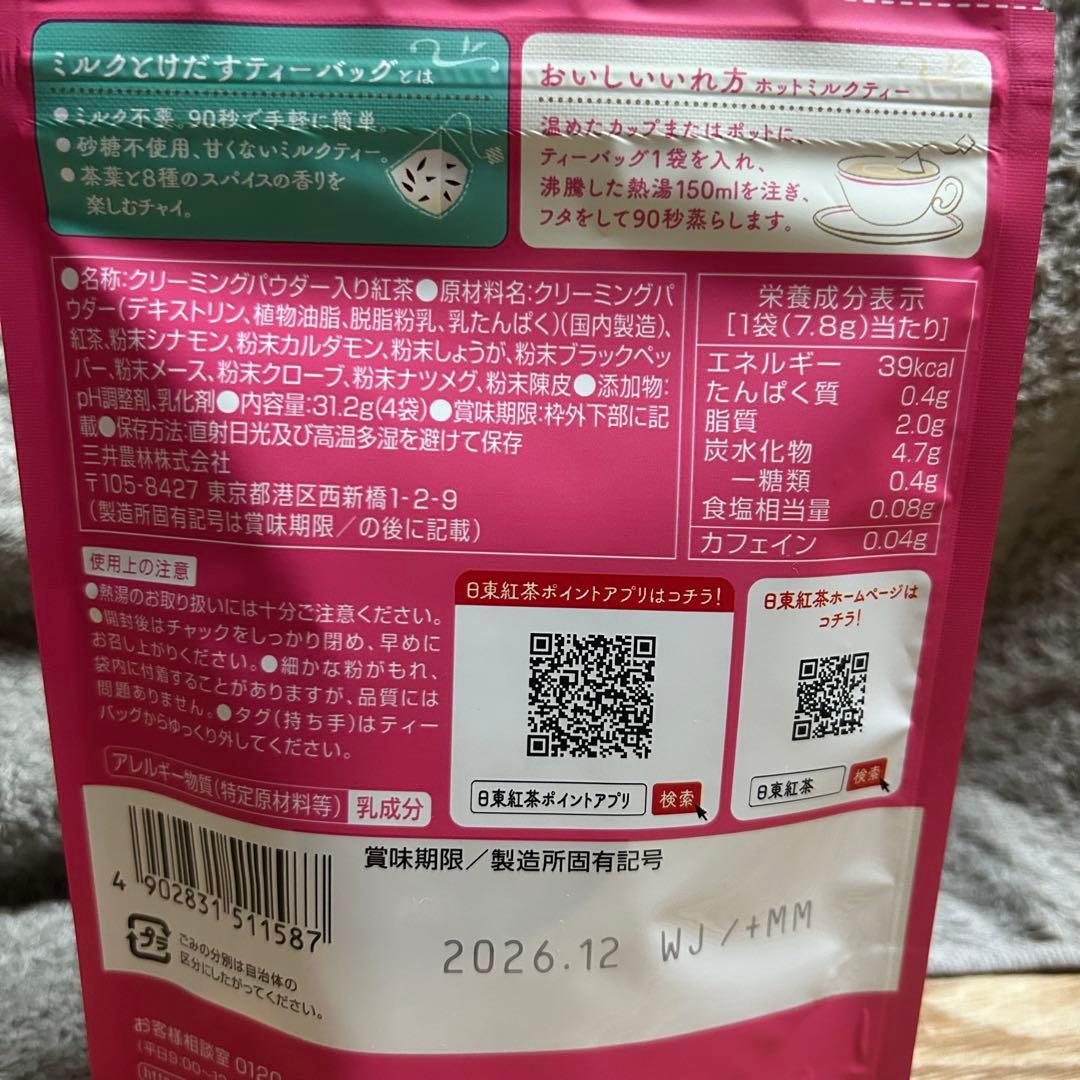 ミルクとけだすティーバッグとは
●ミルク不要。90秒で手軽に簡単。
●砂糖不使用、甘くないミルクティー。
●茶葉と8種のスパイスの香りを
楽しむチャイ。
おいしいいれ方 ホットミルクティー
温めたカップまたはポットに、
ティーバッグ1袋を入れ、
沸騰した熱湯150mlを注ぎ、
フタをして90秒蒸らします。
●名称:クリーミングパウダー入り紅茶●原材料名:クリーミングパ
ウダー(デキストリン、植物油脂、脱脂粉乳、乳たんぱく)(国内製造)、
紅茶、粉末シナモン、粉末カルダモン、粉末しょうが、粉末ブラックペッ
パー、粉末メース、粉末クローブ、粉末ナツメグ、粉末陳皮●添加物:
pH調整剤、乳化剤●内容量:31.2g(4袋)●賞味期限:枠外下部に記
載●保存方法:直射日光及び高温多湿を避けて保存
三井農林株式会社
〒105-8427 東京都港区西新橋1-2-9
(製造所固有記号は賞味期限/の後に記載)
栄養成分表示
[1袋(7.8g)当たり]
エネルギー 39kcal
たんぱく質 0.4g
脂質 2.0g
炭水化物 4.7g
ー糖類 0.4g
食塩相当量 0.08g
カフェイン 0.04g
使用上の注意
●熱湯のお取り扱いには十分ご注意ください。
●開封後はチャックをしっかり閉め、早めに
お召し上がりください。●細かな粉がもれ、
袋内に付着することがありますが、品質には
問題ありません。●タグ(持ち手)はティー
バッグからゆっくり外してください。
アレルギー物質(特定原材料等) 乳成分
日東紅茶ポイントアプリはコチラ!
日東紅茶ポイントアプリ 検索
日東紅茶ホームページは
コチラ!
日東紅茶 検索
4 902831 511587
プラ
ごみの分別は自治体の
区分にしたがってください。
賞味期限/製造所固有記号
2026.12 WJ/+MM
お客様相談室 0120
(平日9:00~12
http